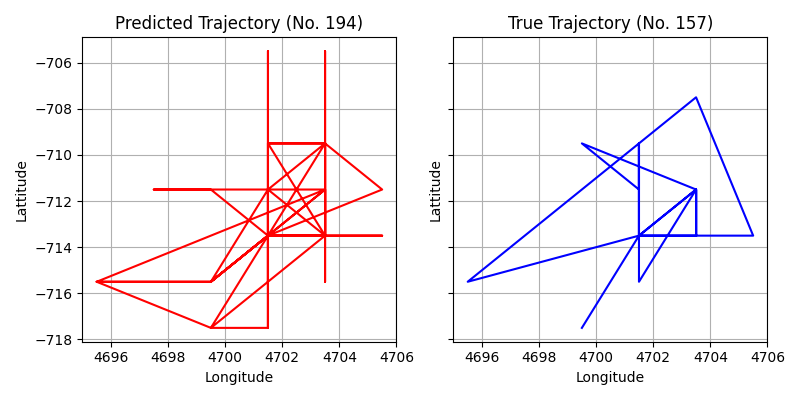 Predicted Trajectory (No. 194)
−706
−708
−710
−712
−714
−716
−718
Lattitude
4696 4698 4700 4702 4704 4706
Longitude
True Trajectory (No. 157)
Lattitude
4696 4698 4700 4702 4704 4706
Longitude